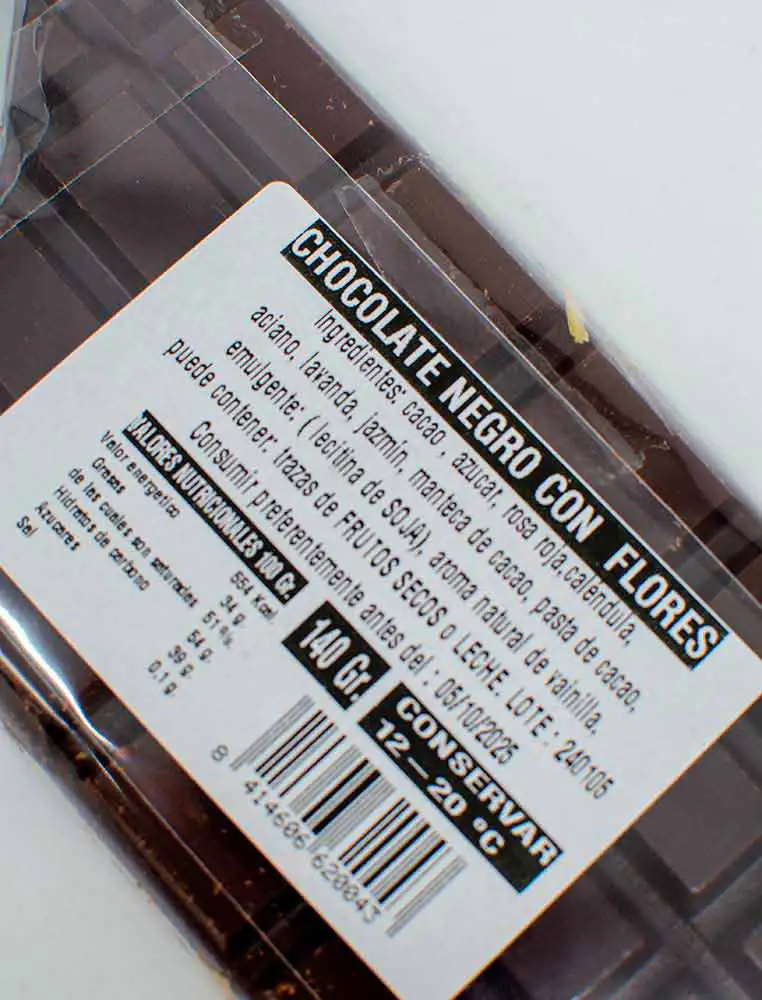 CHOCOLATE NEGRO CON FLORES
Ingredientes: cacao , azucar, rosa roja,caléndula,
aciano, lavanda, jazmín, manteca de cacao, pasta de cacao,
emulgente: ( lecitina de SOJA), aroma natural de vainilla,
puede contener: trazas de FRUTOS SECOS o LECHE. LOTE : 240105
Consumir preferentemente antes del : 05/10/2025
VALORES NUTRICIONALES 100 Gr.
Valor energetico 554 Kcal.
Grasas 34 g.
de las cuales son saturadas 51 %.
Hidratos de carbono 54 g.
Azucares 39 g.
Sal 0,1 g.
140 Gr.
CONSERVAR
12 – 20 ºC
8 414606 620043